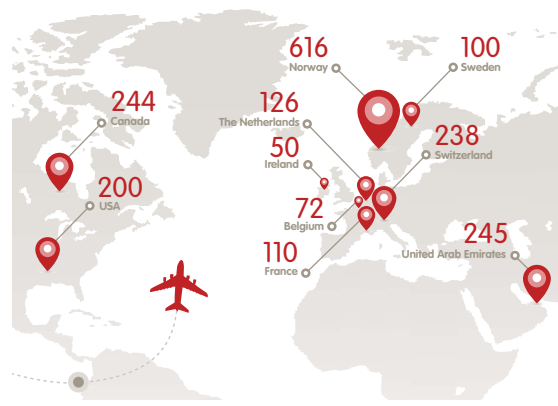 616
Norway
100
Sweden
244
Canada
126
The Netherlands
50
Ireland
238
Switzerland
200
USA
72
Belgium
110
France
245
United Arab Emirates